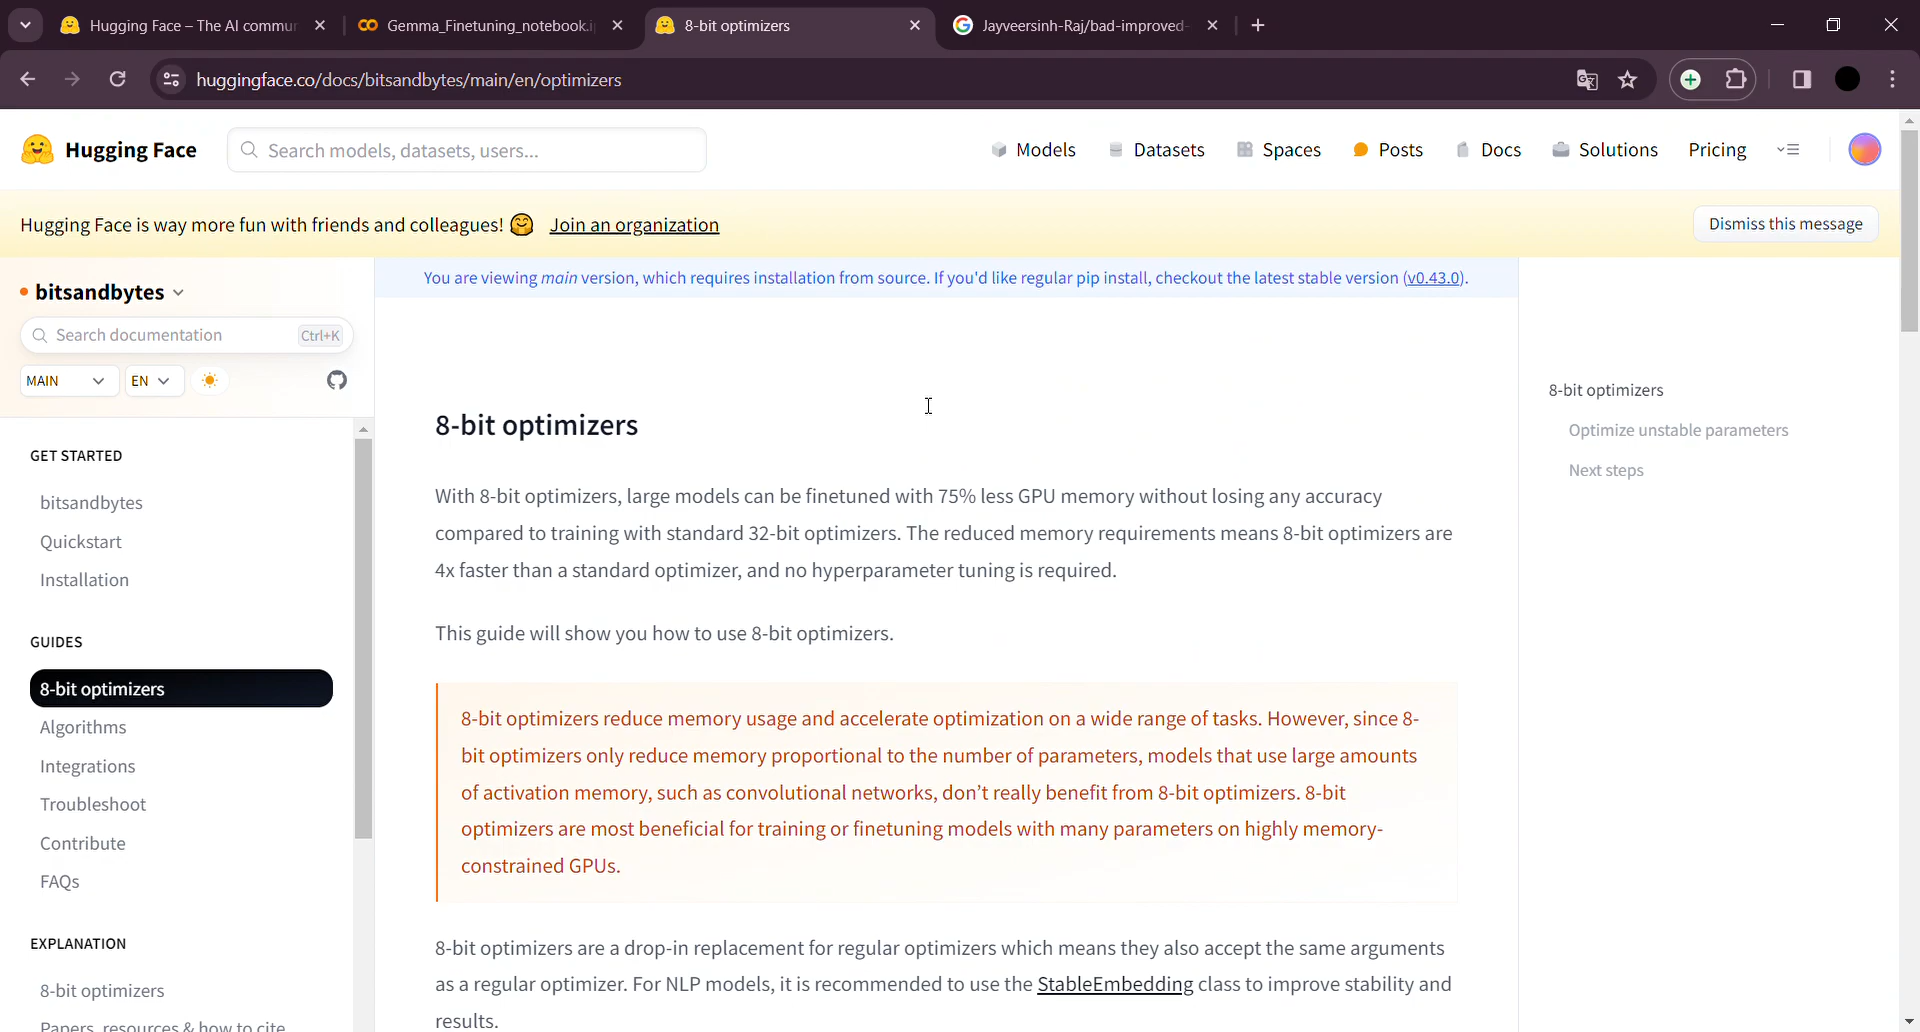 Hugging Face – The AI commun
Gemma_Finetuning_notebook.i
8-bit optimizers
Jayveersinh-Raj/bad-improved-
huggingface.co/docs/bitsandbytes/main/en/optimizers
Hugging Face
Search models, datasets, users...
Models
Datasets
Spaces
Posts
Docs
Solutions
Pricing
Hugging Face is way more fun with friends and colleagues! 🤗 Join an organization
Dismiss this message
bitsandbytes
Search documentation
Ctrl+K
MAIN
EN
GET STARTED
bitsandbytes
Quickstart
Installation
GUIDES
8-bit optimizers
Algorithms
Integrations
Troubleshoot
Contribute
FAQs
EXPLANATION
8-bit optimizers
Papers, resources & how to cite
You are viewing main version, which requires installation from source. If you'd like regular pip install, checkout the latest stable version (v0.43.0).
8-bit optimizers
With 8-bit optimizers, large models can be finetuned with 75% less GPU memory without losing any accuracy
compared to training with standard 32-bit optimizers. The reduced memory requirements means 8-bit optimizers are
4x faster than a standard optimizer, and no hyperparameter tuning is required.
This guide will show you how to use 8-bit optimizers.
8-bit optimizers reduce memory usage and accelerate optimization on a wide range of tasks. However, since 8-
bit optimizers only reduce memory proportional to the number of parameters, models that use large amounts
of activation memory, such as convolutional networks, don’t really benefit from 8-bit optimizers. 8-bit
optimizers are most beneficial for training or finetuning models with many parameters on highly memory-
constrained GPUs.
8-bit optimizers are a drop-in replacement for regular optimizers which means they also accept the same arguments
as a regular optimizer. For NLP models, it is recommended to use the StableEmbedding class to improve stability and
results.
8-bit optimizers
Optimize unstable parameters
Next steps